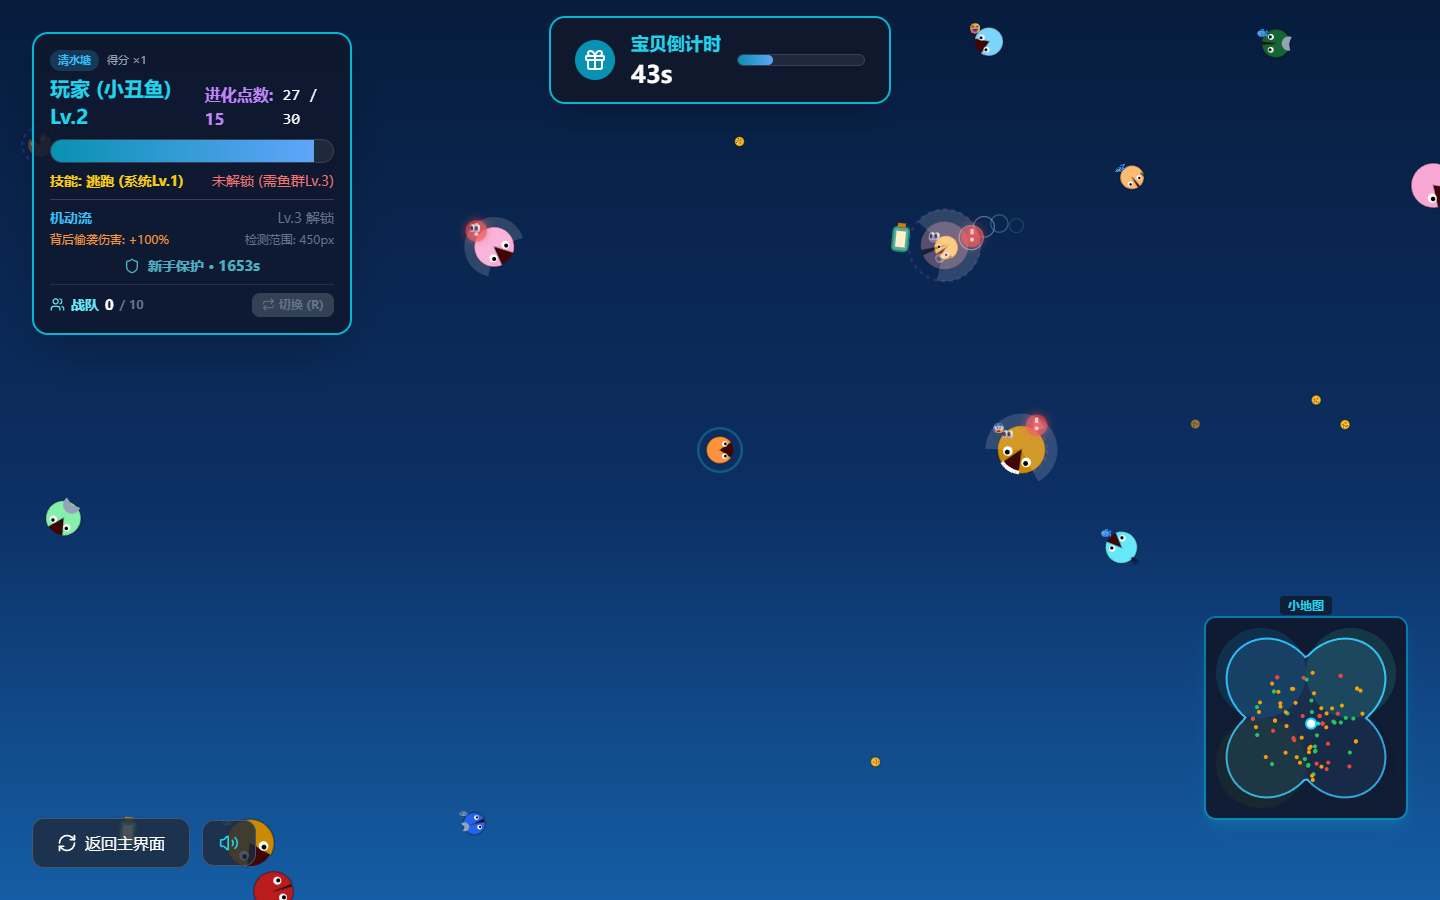 清水塘 得分 ×1
玩家 (小丑鱼) Lv.2
进化点数: 15
27 / 30
技能: 逃跑 (系统Lv.1) 未解锁 (需鱼群Lv.3)
机动流 Lv.3 解锁
背后偷袭伤害: +100% 检测范围: 450px
新手保护 • 1653s
战队 0 / 10 切换 (R)
宝贝倒计时
43s
小地图
返回主界面